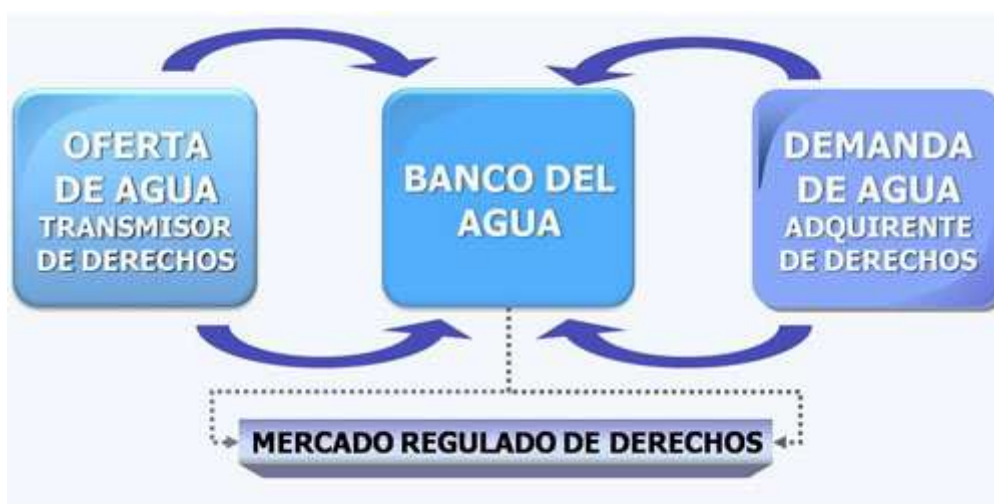 OFERTA
DE AGUA
TRANSMISOR
DE DERECHOS
BANCO DEL
AGUA
DEMANDA
DE AGUA
ADQUIRENTE
DE DERECHOS
MERCADO REGULADO DE DERECHOS